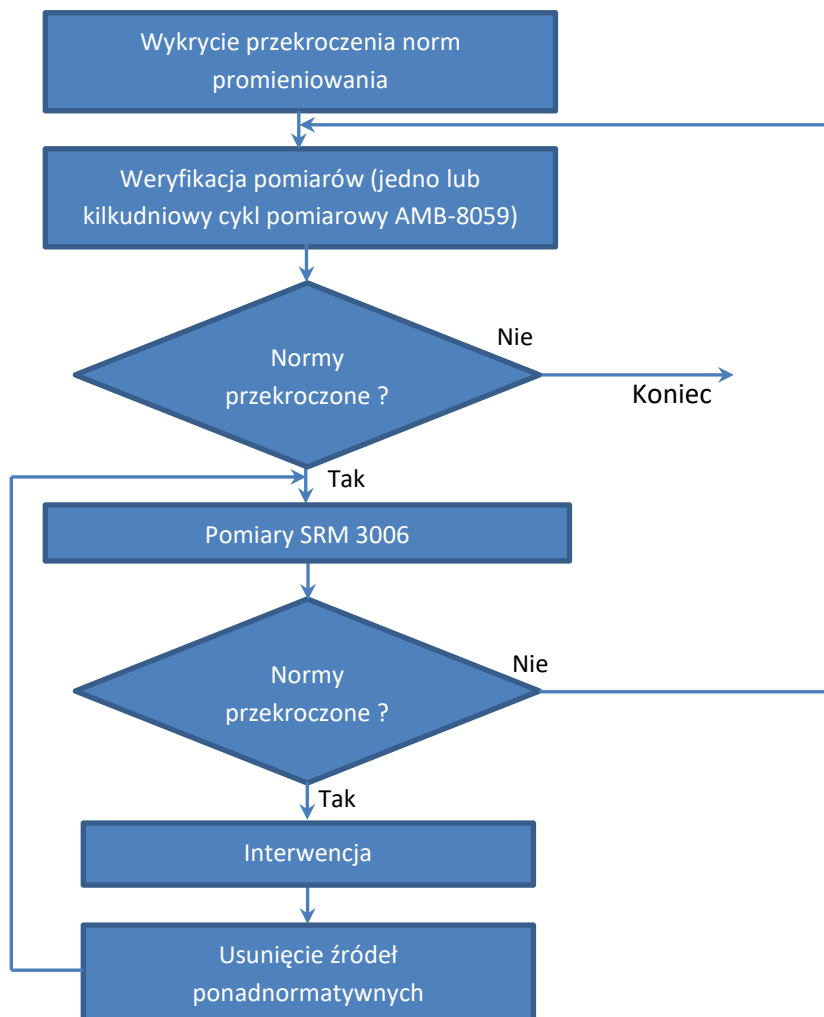 Wykrycie przekroczenia norm
promieniowania
Weryfikacja pomiarów (jedno lub
kilkudniowy cykl pomiarowy AMB-8059)
Nie
Normy
przekroczone ?
Koniec
Tak
Pomiary SRM 3006
Nie
Normy
przekroczone ?
Tak
Interwencja
Usunięcie źródeł
ponadnormatywnych